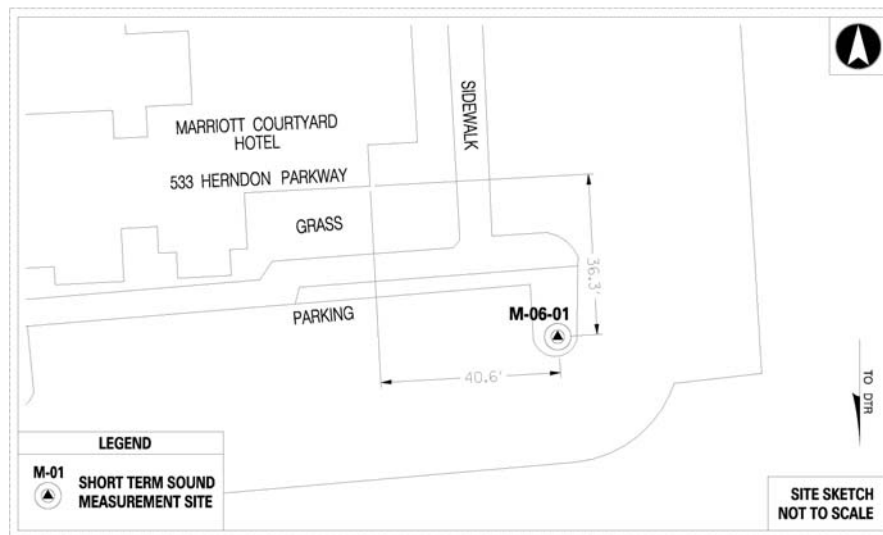 MARRIOTT COURTYARD
HOTEL
533 HERNDON PARKWAY
SIDEWALK
GRASS
36.3'
PARKING
M-06-01
40.6'
TO DTR
LEGEND
M-01
SHORT TERM SOUND
MEASUREMENT SITE
SITE SKETCH
NOT TO SCALE